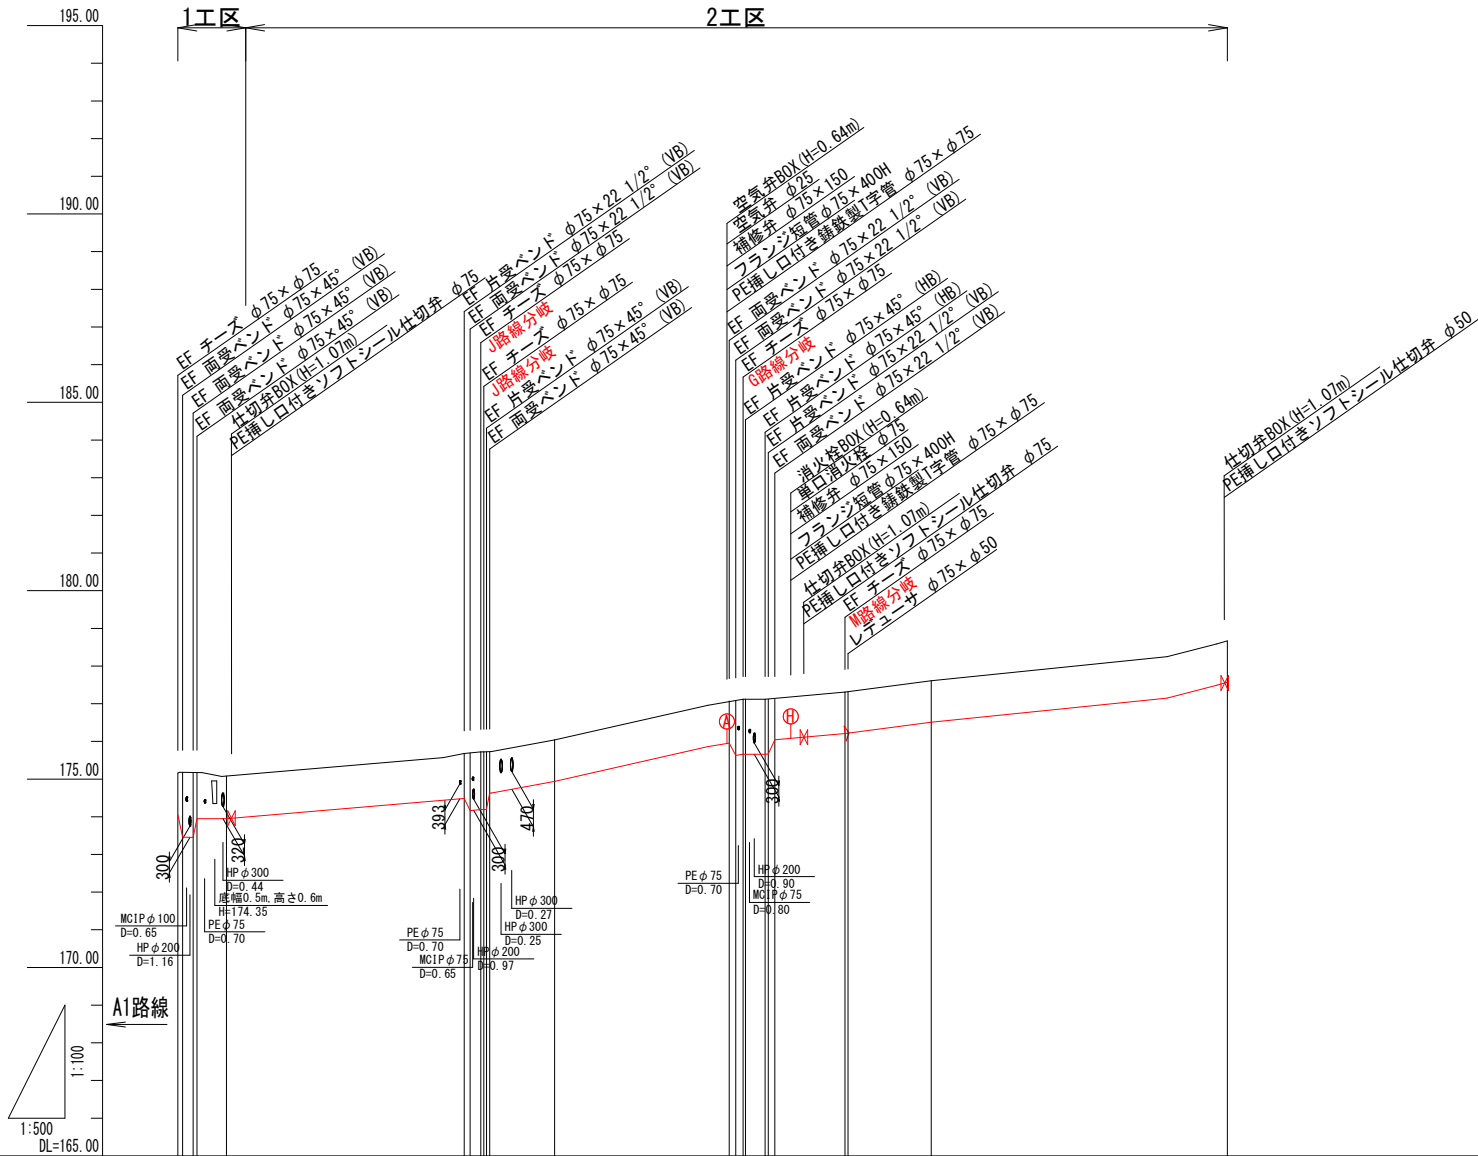 195.00
1工区
2工区
190.00
185.00
180.00
175.00
170.00
DL=165.00
EF チーズ φ75×φ75
EF 両受ベンド φ75×45° (VB)
EF 両受ベンド φ75×45° (VB)
EF 両受ベンド φ75×45° (VB)
仕切弁BOX(H=1.07m)
PE挿し口付きソフトシール仕切弁 φ75
EF 片受ベンド φ75×22 1/2° (VB)
EF 両受ベンド φ75×22 1/2° (VB)
EF チーズ φ75×φ75
J路線分岐
EF チーズ φ75×φ75
J路線分岐
EF 片受ベンド φ75×45° (VB)
EF 両受ベンド φ75×45° (VB)
空気弁BOX(H=0.64m)
空気弁 φ25
補修弁 φ75×150
フランジ短管φ75×400H
PE挿し口付き鋳鉄製T字管 φ75×φ75
EF 両受ベンド φ75×22 1/2° (VB)
EF 両受ベンド φ75×22 1/2° (VB)
EF チーズ φ75×φ75
G路線分岐
EF 片受ベンド φ75×45° (HB)
EF 片受ベンド φ75×45° (HB)
EF 片受ベンド φ75×22 1/2° (VB)
EF 両受ベンド φ75×22 1/2° (VB)
消火栓BOX(H=0.64m)
単口消火栓 φ75
補修弁 φ75×150
フランジ短管φ75×400H
PE挿し口付き鋳鉄製T字管 φ75×φ75
仕切弁BOX(H=1.07m)
PE挿し口付きソフトシール仕切弁 φ75
EF チーズ φ75×φ75
M路線分岐
レデューサ φ75×φ50
仕切弁BOX(H=1.07m)
PE挿し口付きソフトシール仕切弁 φ50
A
H
300
320
393
300
470
300
HPφ300
D=0.44
底幅0.5m,高さ0.6m
H=174.35
MCIPφ100
D=0.65
PEφ75
D=0.70
HPφ200
D=1.16
PEφ75
D=0.70
MCIPφ75
D=0.65
HPφ200
D=0.97
HPφ300
D=0.25
HPφ300
D=0.27
PEφ75
D=0.70
HPφ200
D=0.90
MCIPφ75
D=0.80
A1路線
1:100
1:500